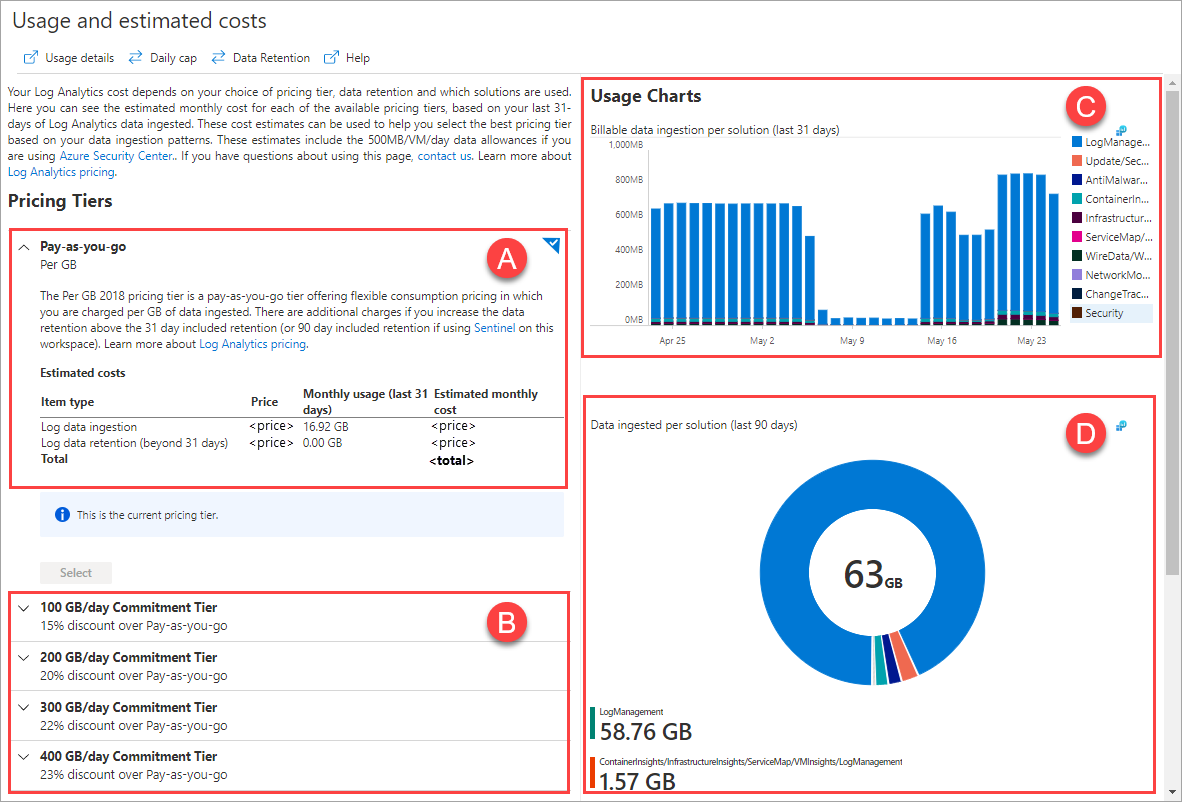 Usage and estimated costs
Usage details
Daily cap
Data Retention
Help
Your Log Analytics cost depends on your choice of pricing tier, data retention and which solutions are used.
Here you can see the estimated monthly cost for each of the available pricing tiers, based on your last 31-
days of Log Analytics data ingested. These cost estimates can be used to help you select the best pricing tier
based on your data ingestion patterns. These estimates include the 500MB/VM/day data allowances if you
are using Azure Security Center.. If you have questions about using this page, contact us. Learn more about
Log Analytics pricing.
Pricing Tiers
Pay-as-you-go
Per GB
A
The Per GB 2018 pricing tier is a pay-as-you-go tier offering flexible consumption pricing in which
you are charged per GB of data ingested. There are additional charges if you increase the data
retention above the 31 day included retention (or 90 day included retention if using Sentinel on this
workspace). Learn more about Log Analytics pricing.
Estimated costs
Item type Price Monthly usage (last 31 days) Estimated monthly cost
Log data ingestion <price> 16.92 GB <price>
Log data retention (beyond 31 days) <price> 0.00 GB <price>
Total <total>
This is the current pricing tier.
Select
100 GB/day Commitment Tier
15% discount over Pay-as-you-go
B
200 GB/day Commitment Tier
20% discount over Pay-as-you-go
300 GB/day Commitment Tier
22% discount over Pay-as-you-go
400 GB/day Commitment Tier
23% discount over Pay-as-you-go
Usage Charts
C
Billable data ingestion per solution (last 31 days)
1,000MB
800MB
600MB
400MB
200MB
0MB
Apr 25
May 2
May 9
May 16
May 23
LogManage...
Update/Sec...
AntiMalwar...
ContainerIn...
Infrastructur...
ServiceMap/...
WireData/W...
NetworkMo...
ChangeTrac...
Security
Data ingested per solution (last 90 days)
D
63GB
LogManagement
58.76 GB
ContainerInsights/InfrastructureInsights/ServiceMap/VMInsights/LogManagement
1.57 GB